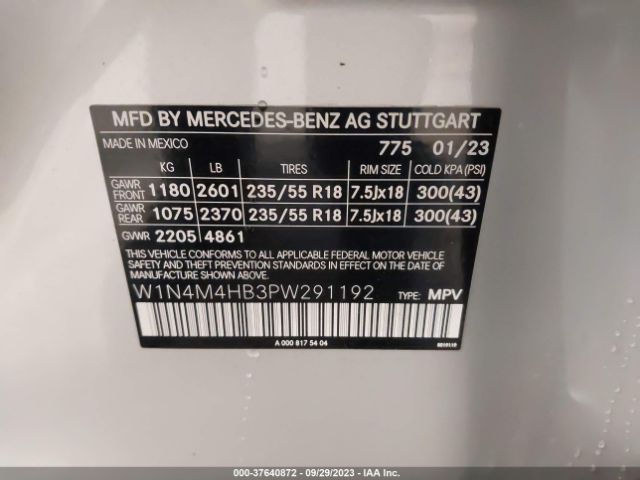 MFD BY MERCEDES-BENZ AG STUTTGART
MADE IN MEXICO 775 01/23
KG LB TIRES RIM SIZE COLD KPA (PSI)
GAWR FRONT 1180 2601 235/55 R18 7.5Jx18 300(43)
GAWR REAR 1075 2370 235/55 R18 7.5Jx18 300(43)
GVWR 2205 4861
THIS VEHICLE CONFORMS TO ALL APPLICABLE FEDERAL MOTOR VEHICLE
SAFETY, BUMPER, AND THEFT PREVENTION STANDARDS IN EFFECT ON THE
DATE OF MANUFACTURE SHOWN ABOVE.
W1N4M4HB3PW291192 TYPE: MPV
A 000 817 54 04
000-37640872 / 09/29/2023 / IAAI.com